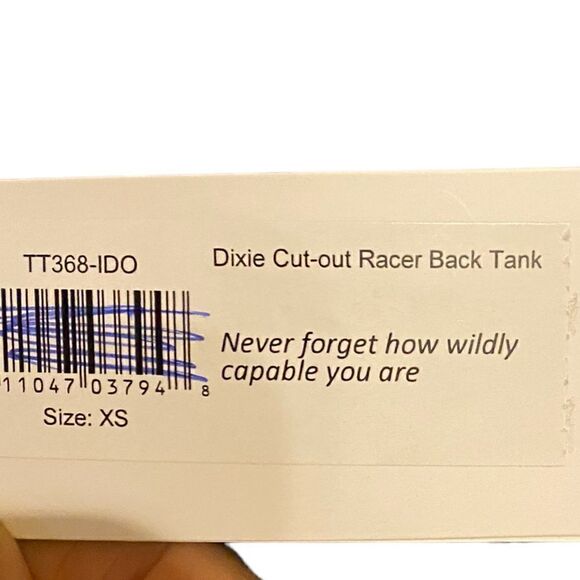 TT368-IDO
Dixie Cut-out Racer Back Tank
Never forget how wildly
capable you are
11047 03794 8
Size: XS